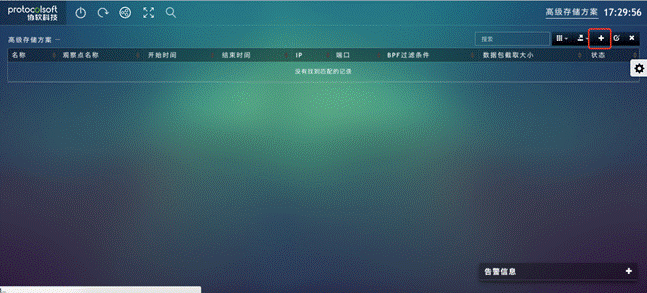 protocolsoft
协软科技
高级存储方案 17:29:56
高级存储方案
搜索
名称 观察点名称 开始时间 结束时间 IP 端口 BPF过滤条件 数据包截取大小 状态
没有找到匹配的记录
告警信息